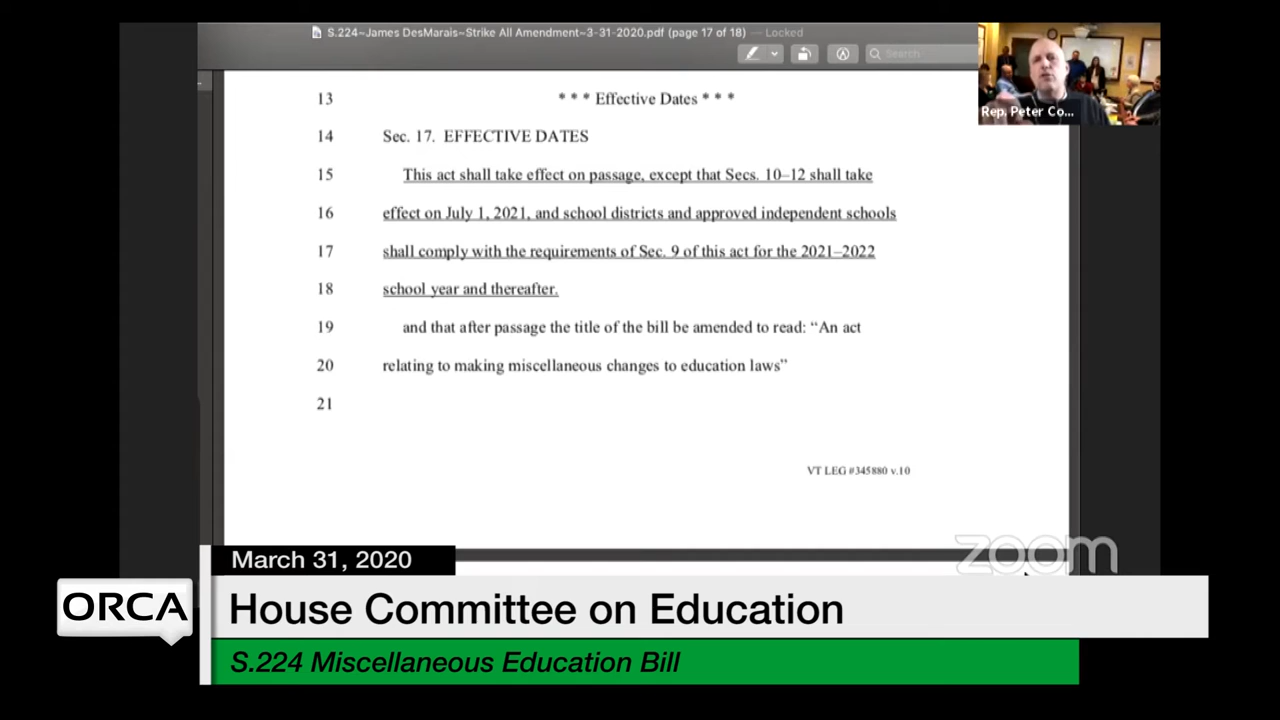 S.224~James DesMarais~Strike All Amendment~3-31-2020.pdf (page 17 of 18) — Locked
Search
Rep. Peter Co...
13 * * * Effective Dates * * *
14 Sec. 17. EFFECTIVE DATES
15 This act shall take effect on passage, except that Secs. 10–12 shall take
16 effect on July 1, 2021, and school districts and approved independent schools
17 shall comply with the requirements of Sec. 9 of this act for the 2021–2022
18 school year and thereafter.
19 and that after passage the title of the bill be amended to read: “An act
20 relating to making miscellaneous changes to education laws”
21
VT LEG #345880 v.10
zoom
March 31, 2020
ORCA
House Committee on Education
S.224 Miscellaneous Education Bill